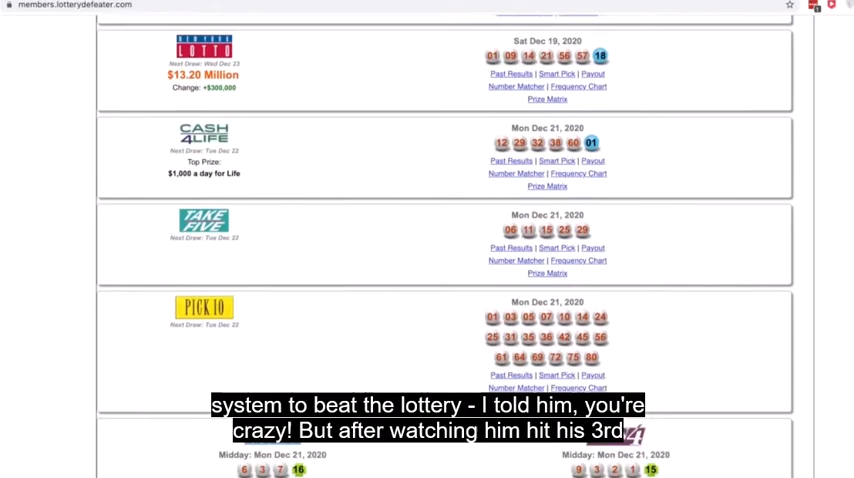 members.lotterydefeater.com
NEW YORK
LOTTO
Next Draw: Wed Dec 23
$13.20 Million
Change: +$300,000
Sat Dec 19, 2020
01 09 14 21 56 57 18
Past Results | Smart Pick | Payout
Number Matcher | Frequency Chart
Prize Matrix
CASH
4LIFE
Next Draw: Tue Dec 22
Top Prize:
$1,000 a day for Life
Mon Dec 21, 2020
12 29 32 38 60 01
Past Results | Smart Pick | Payout
Number Matcher | Frequency Chart
Prize Matrix
TAKE
FIVE
Next Draw: Tue Dec 22
Mon Dec 21, 2020
06 11 15 25 29
Past Results | Smart Pick | Payout
Number Matcher | Frequency Chart
Prize Matrix
PICK 10
Next Draw: Tue Dec 22
Mon Dec 21, 2020
01 03 05 07 10 14 24
25 31 35 36 42 45 56
61 64 69 72 75 80
Past Results | Smart Pick | Payout
Number Matcher | Frequency Chart
system to beat the lottery - I told him, you're
crazy! But after watching him hit his 3rd
4
Midday: Mon Dec 21, 2020
6 3 7 16
Midday: Mon Dec 21, 2020
9 3 2 1 15